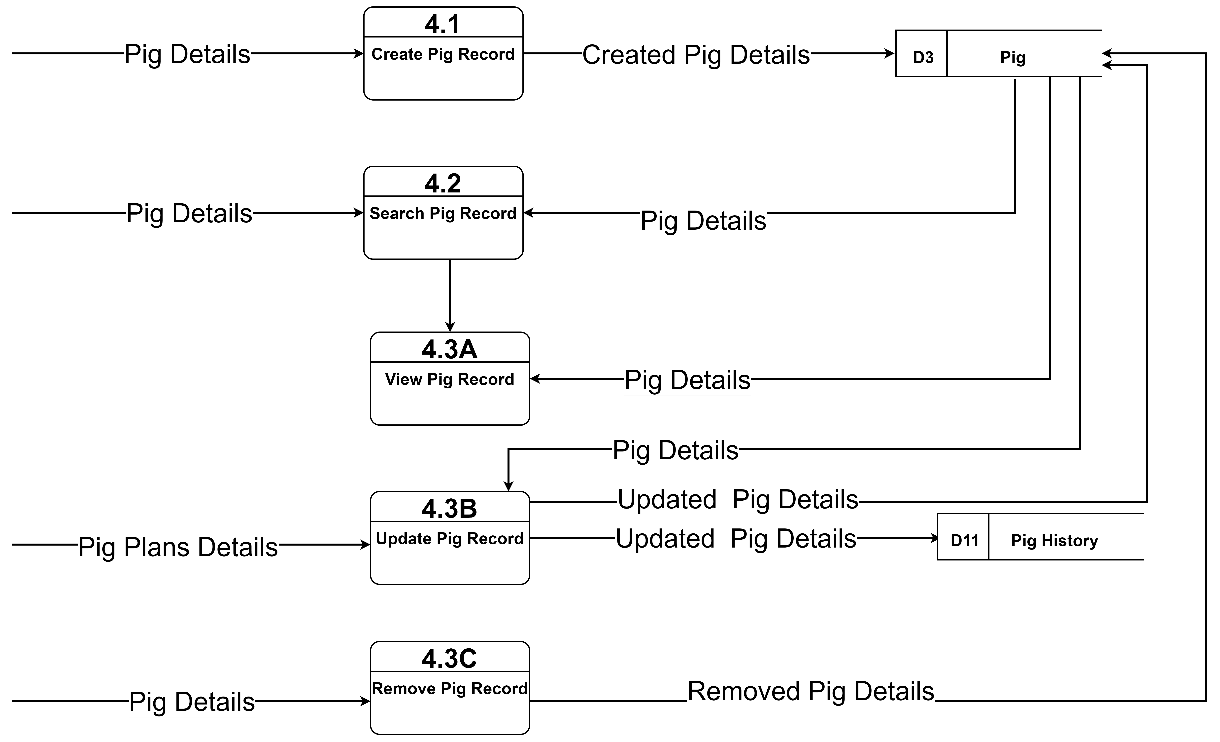 4.1
Pig Details
Create Pig Record
Created Pig Details
D3
Pig
4.2
Pig Details
Search Pig Record
Pig Details
4.3A
View Pig Record
Pig Details
Pig Details
4.3B
Updated Pig Details
Pig Plans Details
Update Pig Record
Updated Pig Details
D11
Pig History
4.3C
Pig Details
Remove Pig Record
Removed Pig Details